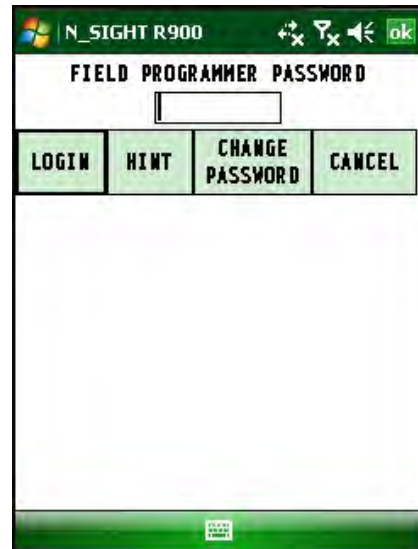 N_SIGHT R900 ok
FIELD PROGRAMMER PASSWORD
LOGIN HINT CHANGE PASSWORD CANCEL